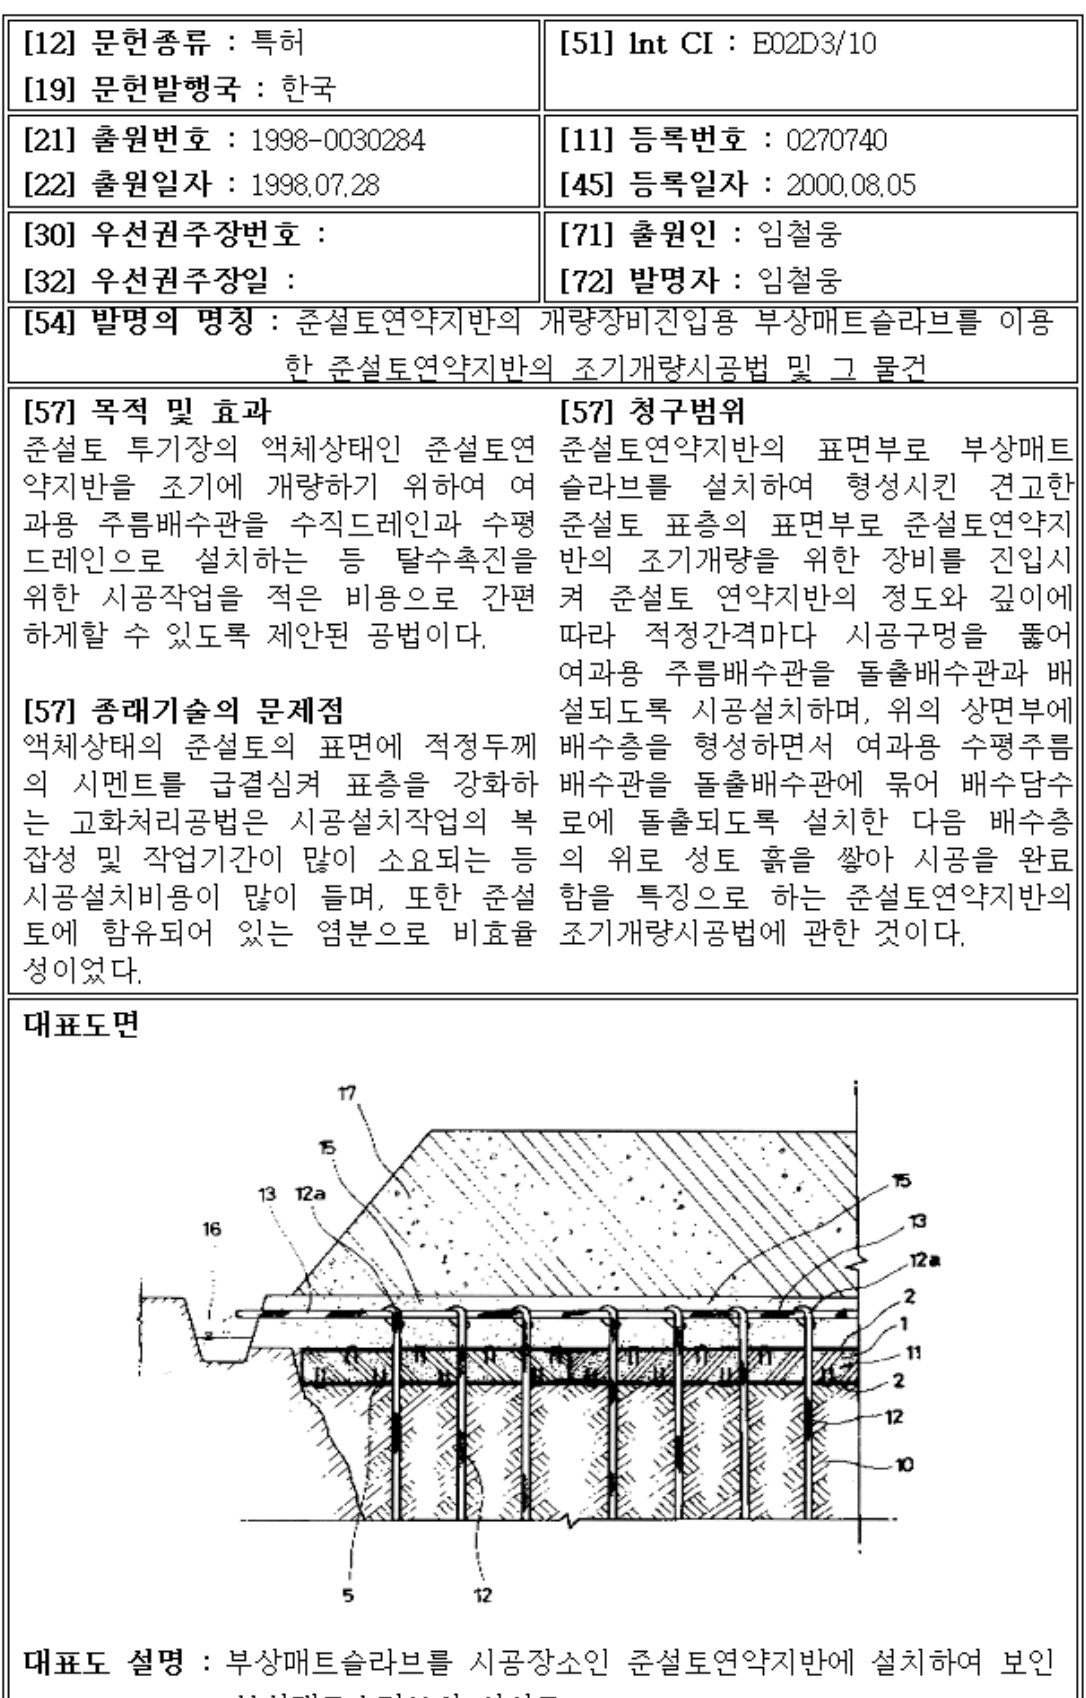 [12] 문헌종류 : 특허
[19] 문헌발행국 : 한국
[51] Int CI : E02D3/10
[21] 출원번호 : 1998-0030284
[22] 출원일자 : 1998.07.28
[11] 등록번호 : 0270740
[45] 등록일자 : 2000.08.05
[30] 우선권주장번호 :
[32] 우선권주장일 :
[71] 출원인 : 임철웅
[72] 발명자 : 임철웅
[54] 발명의 명칭 : 준설토연약지반의 개량장비진입용 부상매트슬라브를 이용
한 준설토연약지반의 조기개량시공법 및 그 물건
[57] 목적 및 효과
준설토 투기장의 액체상태인 준설토연
약지반을 조기에 개량하기 위하여 여
과용 주름배수관을 수직드레인과 수평
드레인으로 설치하는 등 탈수촉진을
위한 시공작업을 적은 비용으로 간편
하게할 수 있도록 제안된 공법이다.
[57] 종래기술의 문제점
액체상태의 준설토의 표면에 적정두께
의 시멘트를 급결심켜 표층을 강화하
는 고화처리공법은 시공설치작업의 복
잡성 및 작업기간이 많이 소요되는 등
시공설치비용이 많이 들며, 또한 준설
토에 함유되어 있는 염분으로 비효율
성이었다.
[57] 청구범위
준설토연약지반의 표면부로 부상매트
슬라브를 설치하여 형성시킨 견고한
준설토 표층의 표면부로 준설토연약지
반의 조기개량을 위한 장비를 진입시
켜 준설토 연약지반의 정도와 깊이에
따라 적정간격마다 시공구멍을 뚫어
여과용 주름배수관을 돌출배수관과 배
설되도록 시공설치하며, 위의 상면부에
배수층을 형성하면서 여과용 수평주름
배수관을 돌출배수관에 묶어 배수담수
로에 돌출되도록 설치한 다음 배수층
의 위로 성토 흙을 쌓아 시공을 완료
함을 특징으로 하는 준설토연약지반의
조기개량시공법에 관한 것이다.
대표도면
17
15
13 12a
16
15
13
12a
2
1
11
2
12
10
5
12
대표도 설명 : 부상매트슬라브를 시공장소인 준설토연약지반에 설치하여 보인